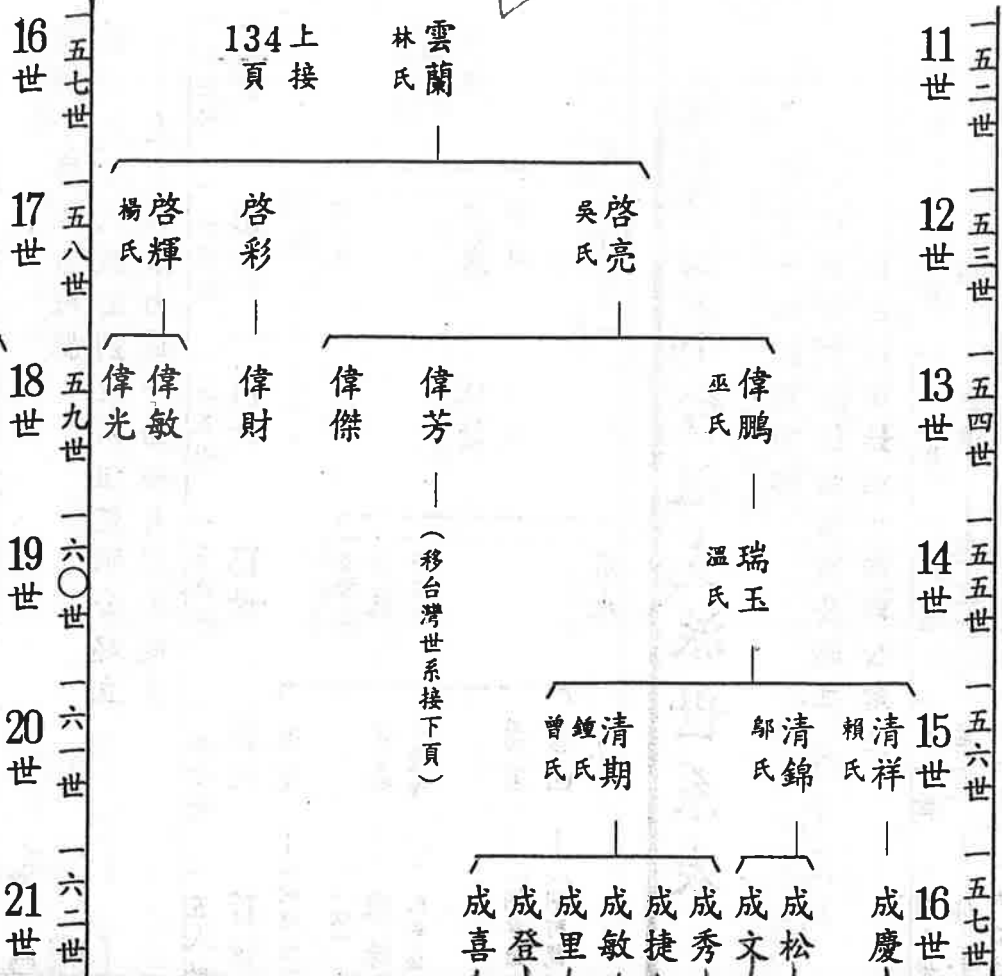 一五二世
11世
一五三世
12世
一五四世
13世
一五五世
14世
一五六世
15世
一五七世
16世
雲蘭
林氏
上接
134頁
啓亮
吳氏
啓彩
啓輝
楊氏
偉鵬
巫氏
偉芳
(移台灣世系接下頁)
偉傑
偉財
偉敏
偉光
瑞玉
溫氏
清祥
賴氏
清錦
鄔氏
清期
鍾氏
曾氏
成慶
成松
成文
成秀
成捷
成敏
成里
成登
成喜
一五七世
16世
一五八世
17世
一五九世
18世
一六〇世
19世
一六一世
20世
一六二世
21世